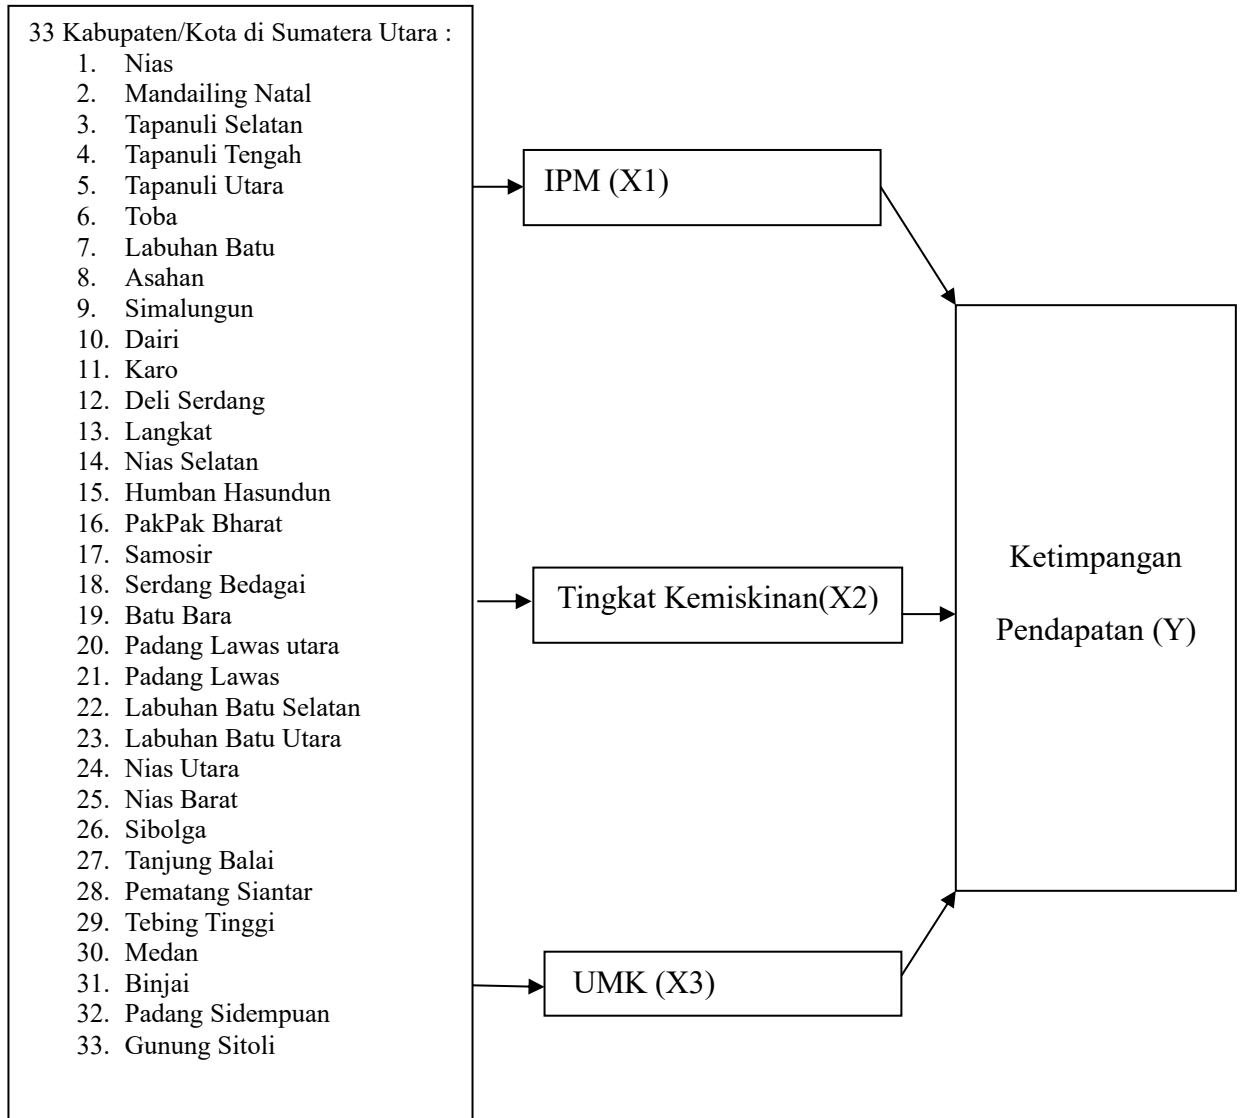 33 Kabupaten/Kota di Sumatera Utara :
1. Nias
2. Mandailing Natal
3. Tapanuli Selatan
4. Tapanuli Tengah
5. Tapanuli Utara
6. Toba
7. Labuhan Batu
8. Asahan
9. Simalungun
10. Dairi
11. Karo
12. Deli Serdang
13. Langkat
14. Nias Selatan
15. Humban Hasundun
16. PakPak Bharat
17. Samosir
18. Serdang Bedagai
19. Batu Bara
20. Padang Lawas utara
21. Padang Lawas
22. Labuhan Batu Selatan
23. Labuhan Batu Utara
24. Nias Utara
25. Nias Barat
26. Sibolga
27. Tanjung Balai
28. Pematang Siantar
29. Tebing Tinggi
30. Medan
31. Binjai
32. Padang Sidempuan
33. Gunung Sitoli
IPM (X1)
Tingkat Kemiskinan(X2)
UMK (X3)
Ketimpangan
Pendapatan (Y)